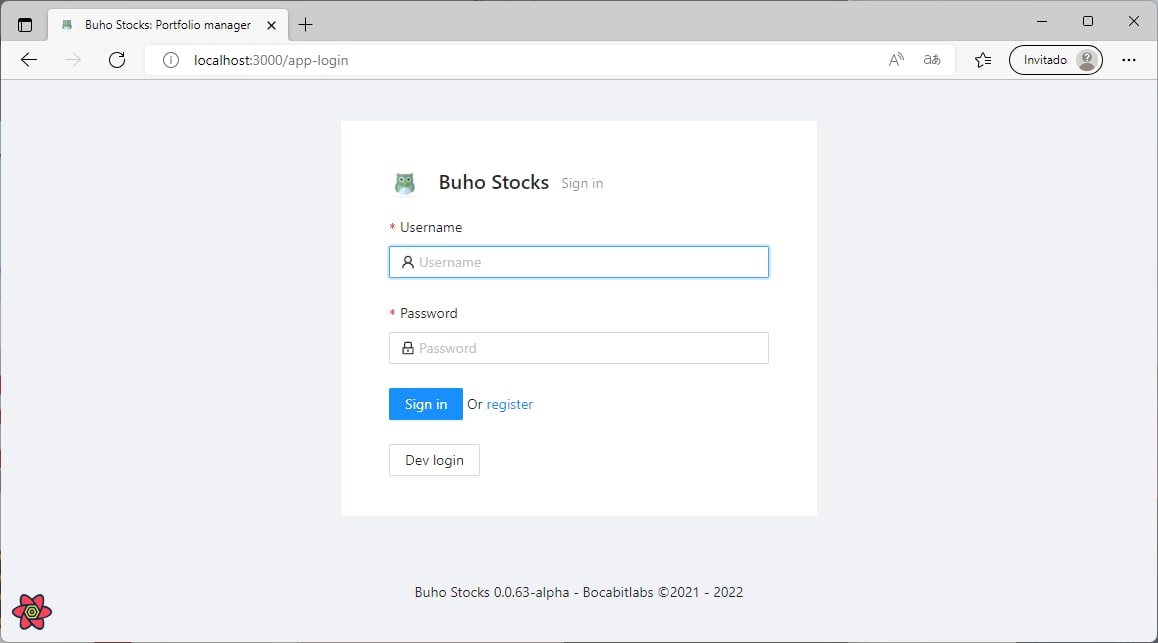 Buho Stocks: Portfolio manager
localhost:3000/app-login
A
あ
Invitado
Buho Stocks Sign in
* Username
Username
* Password
Password
Sign in Or register
Dev login
Buho Stocks 0.0.63-alpha - Bocabitlabs ©2021 - 2022